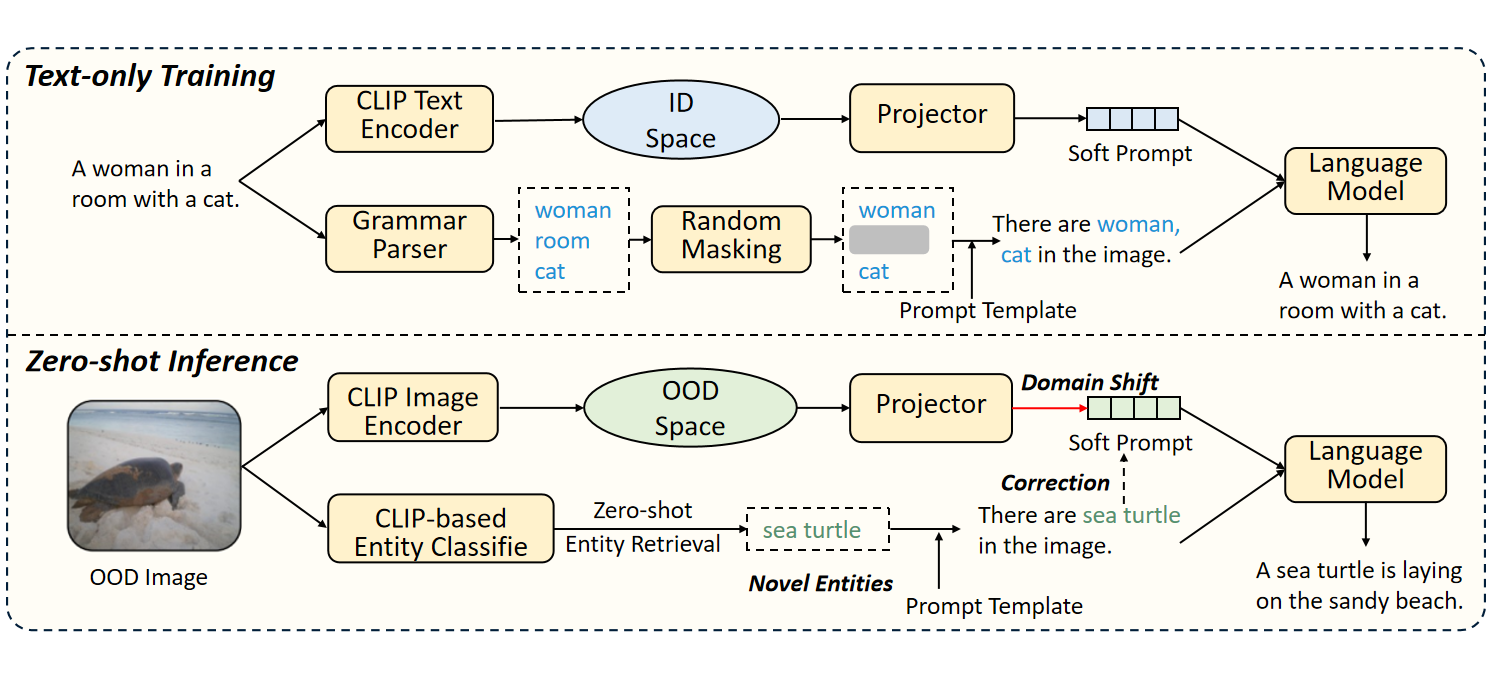 Text-only Training
CLIP Text
Encoder
ID
Space
Projector
Soft Prompt
Language
Model
A woman in a
room with a cat.
Grammar
Parser
woman
room
cat
Random
Masking
woman
cat
There are woman,
cat in the image.
Prompt Template
A woman in a
room with a cat.
Zero-shot Inference
CLIP Image
Encoder
OOD
Space
Projector
Domain Shift
Soft Prompt
Language
Model
Correction
CLIP-based
Entity Classifie
Zero-shot
Entity Retrieval
sea turtle
There are sea turtle
in the image.
OOD Image
Novel Entities
Prompt Template
A sea turtle is laying
on the sandy beach.